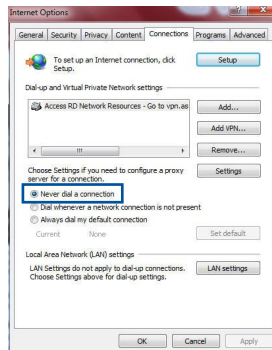 Internet Options
General Security Privacy Content Connections Programs Advanced
To set up an Internet connection, click
Setup.
Setup
Dial-up and Virtual Private Network settings
Access RD Network Resources - Go to vpn.as
Add...
Add VPN...
Remove...
Choose Settings if you need to configure a proxy
server for a connection.
Settings
Never dial a connection
Dial whenever a network connection is not present
Always dial my default connection
Current None
Set default
Local Area Network (LAN) settings
LAN Settings do not apply to dial-up connections.
Choose Settings above for dial-up settings.
LAN settings
OK Cancel Apply